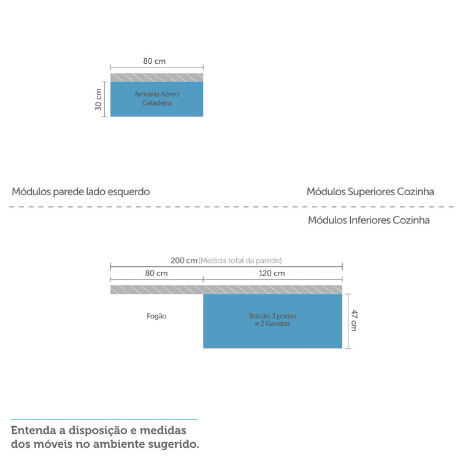 80 cm
30 cm
Armário Aéreo
Geladeira
Módulos parede lado esquerdo
Módulos Superiores Cozinha
Módulos Inferiores Cozinha
200 cm (Medida total da parede)
80 cm
120 cm
Fogão
Balcão 3 portas
e 2 Gavetas
47 cm
Entenda a disposição e medidas
dos móveis no ambiente sugerido.